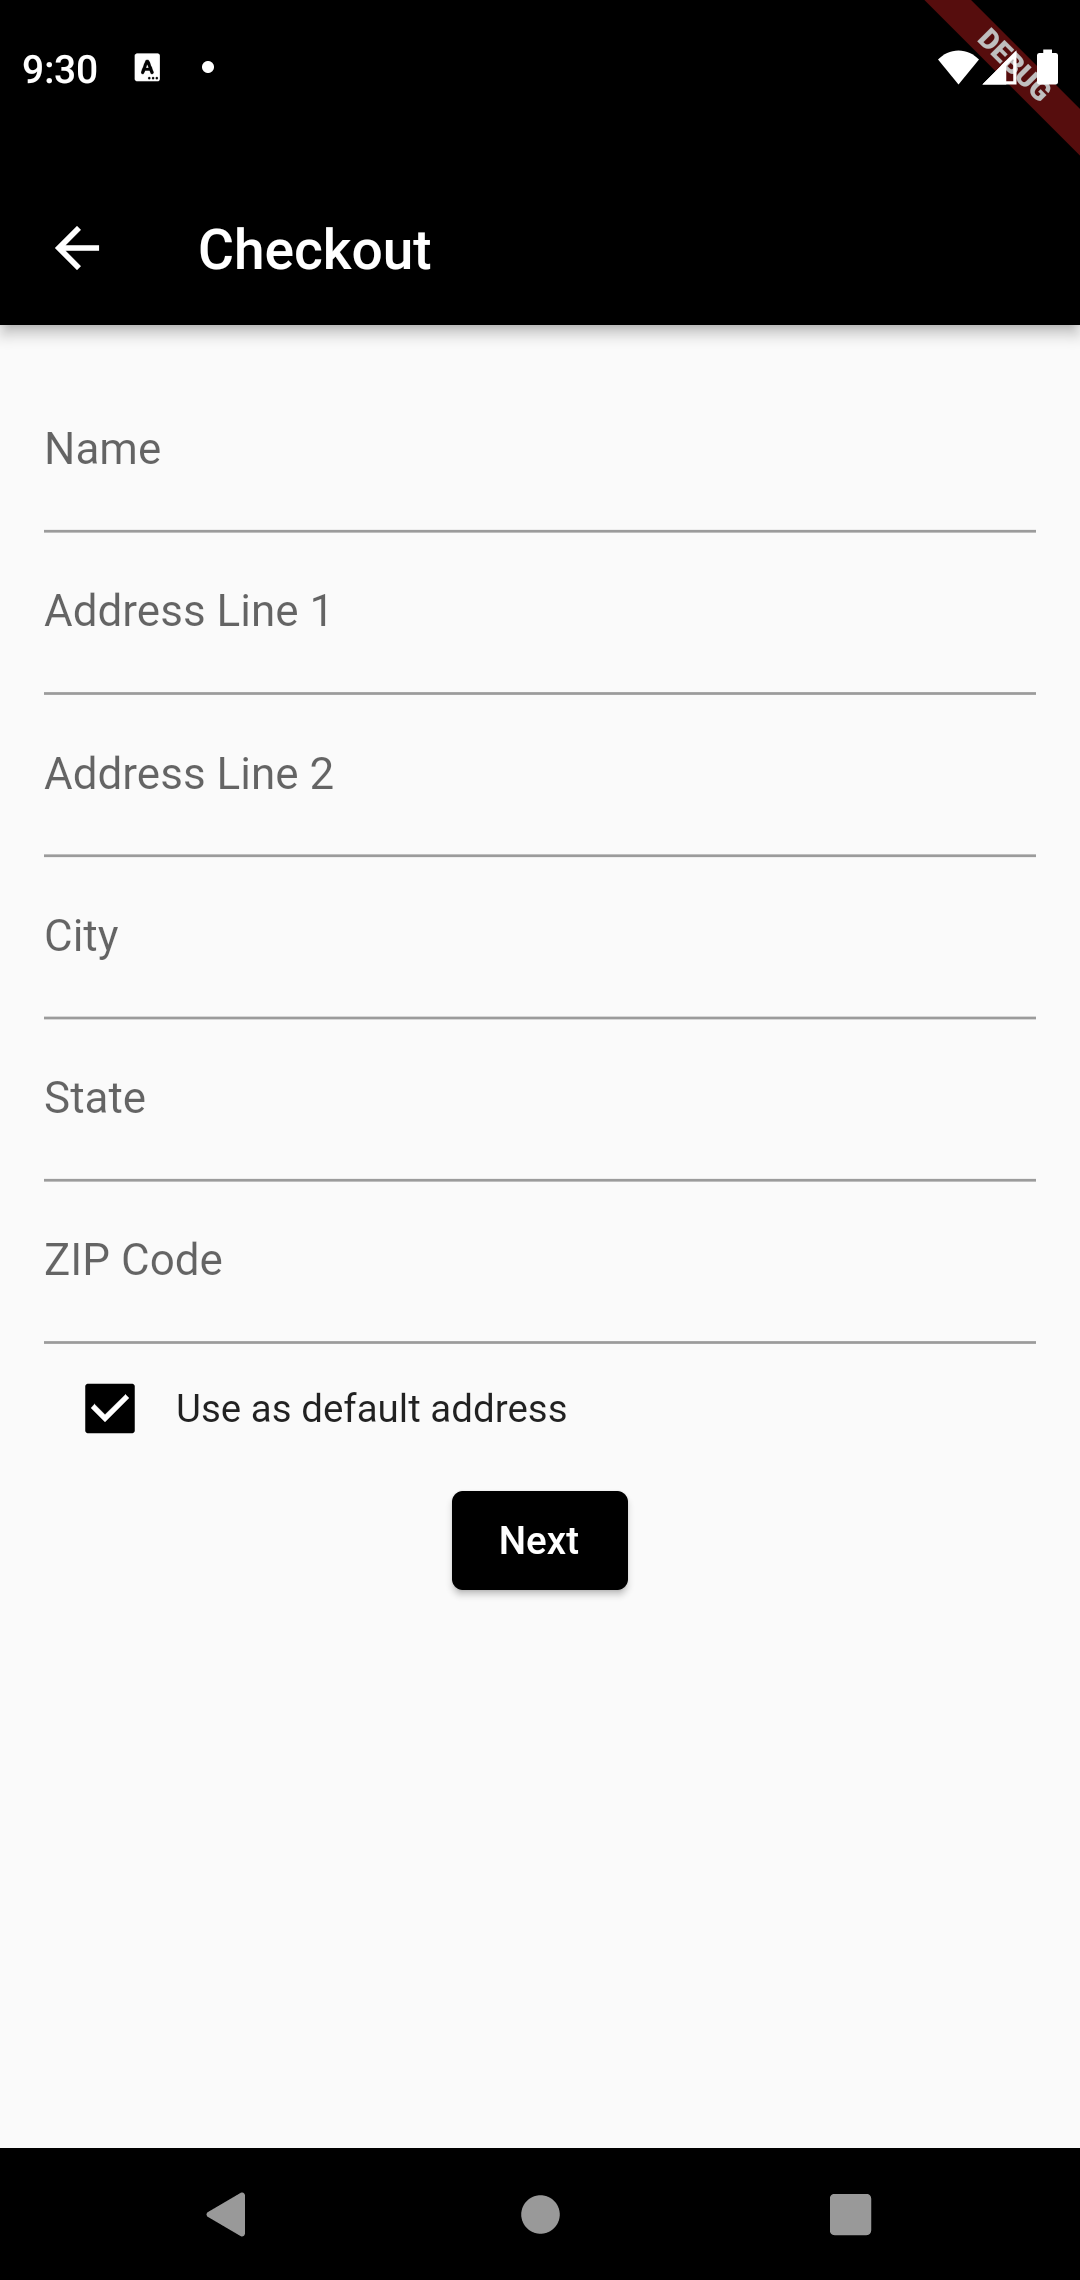 9:30
DEBUG
Checkout
Name
Address Line 1
Address Line 2
City
State
ZIP Code
Use as default address
Next